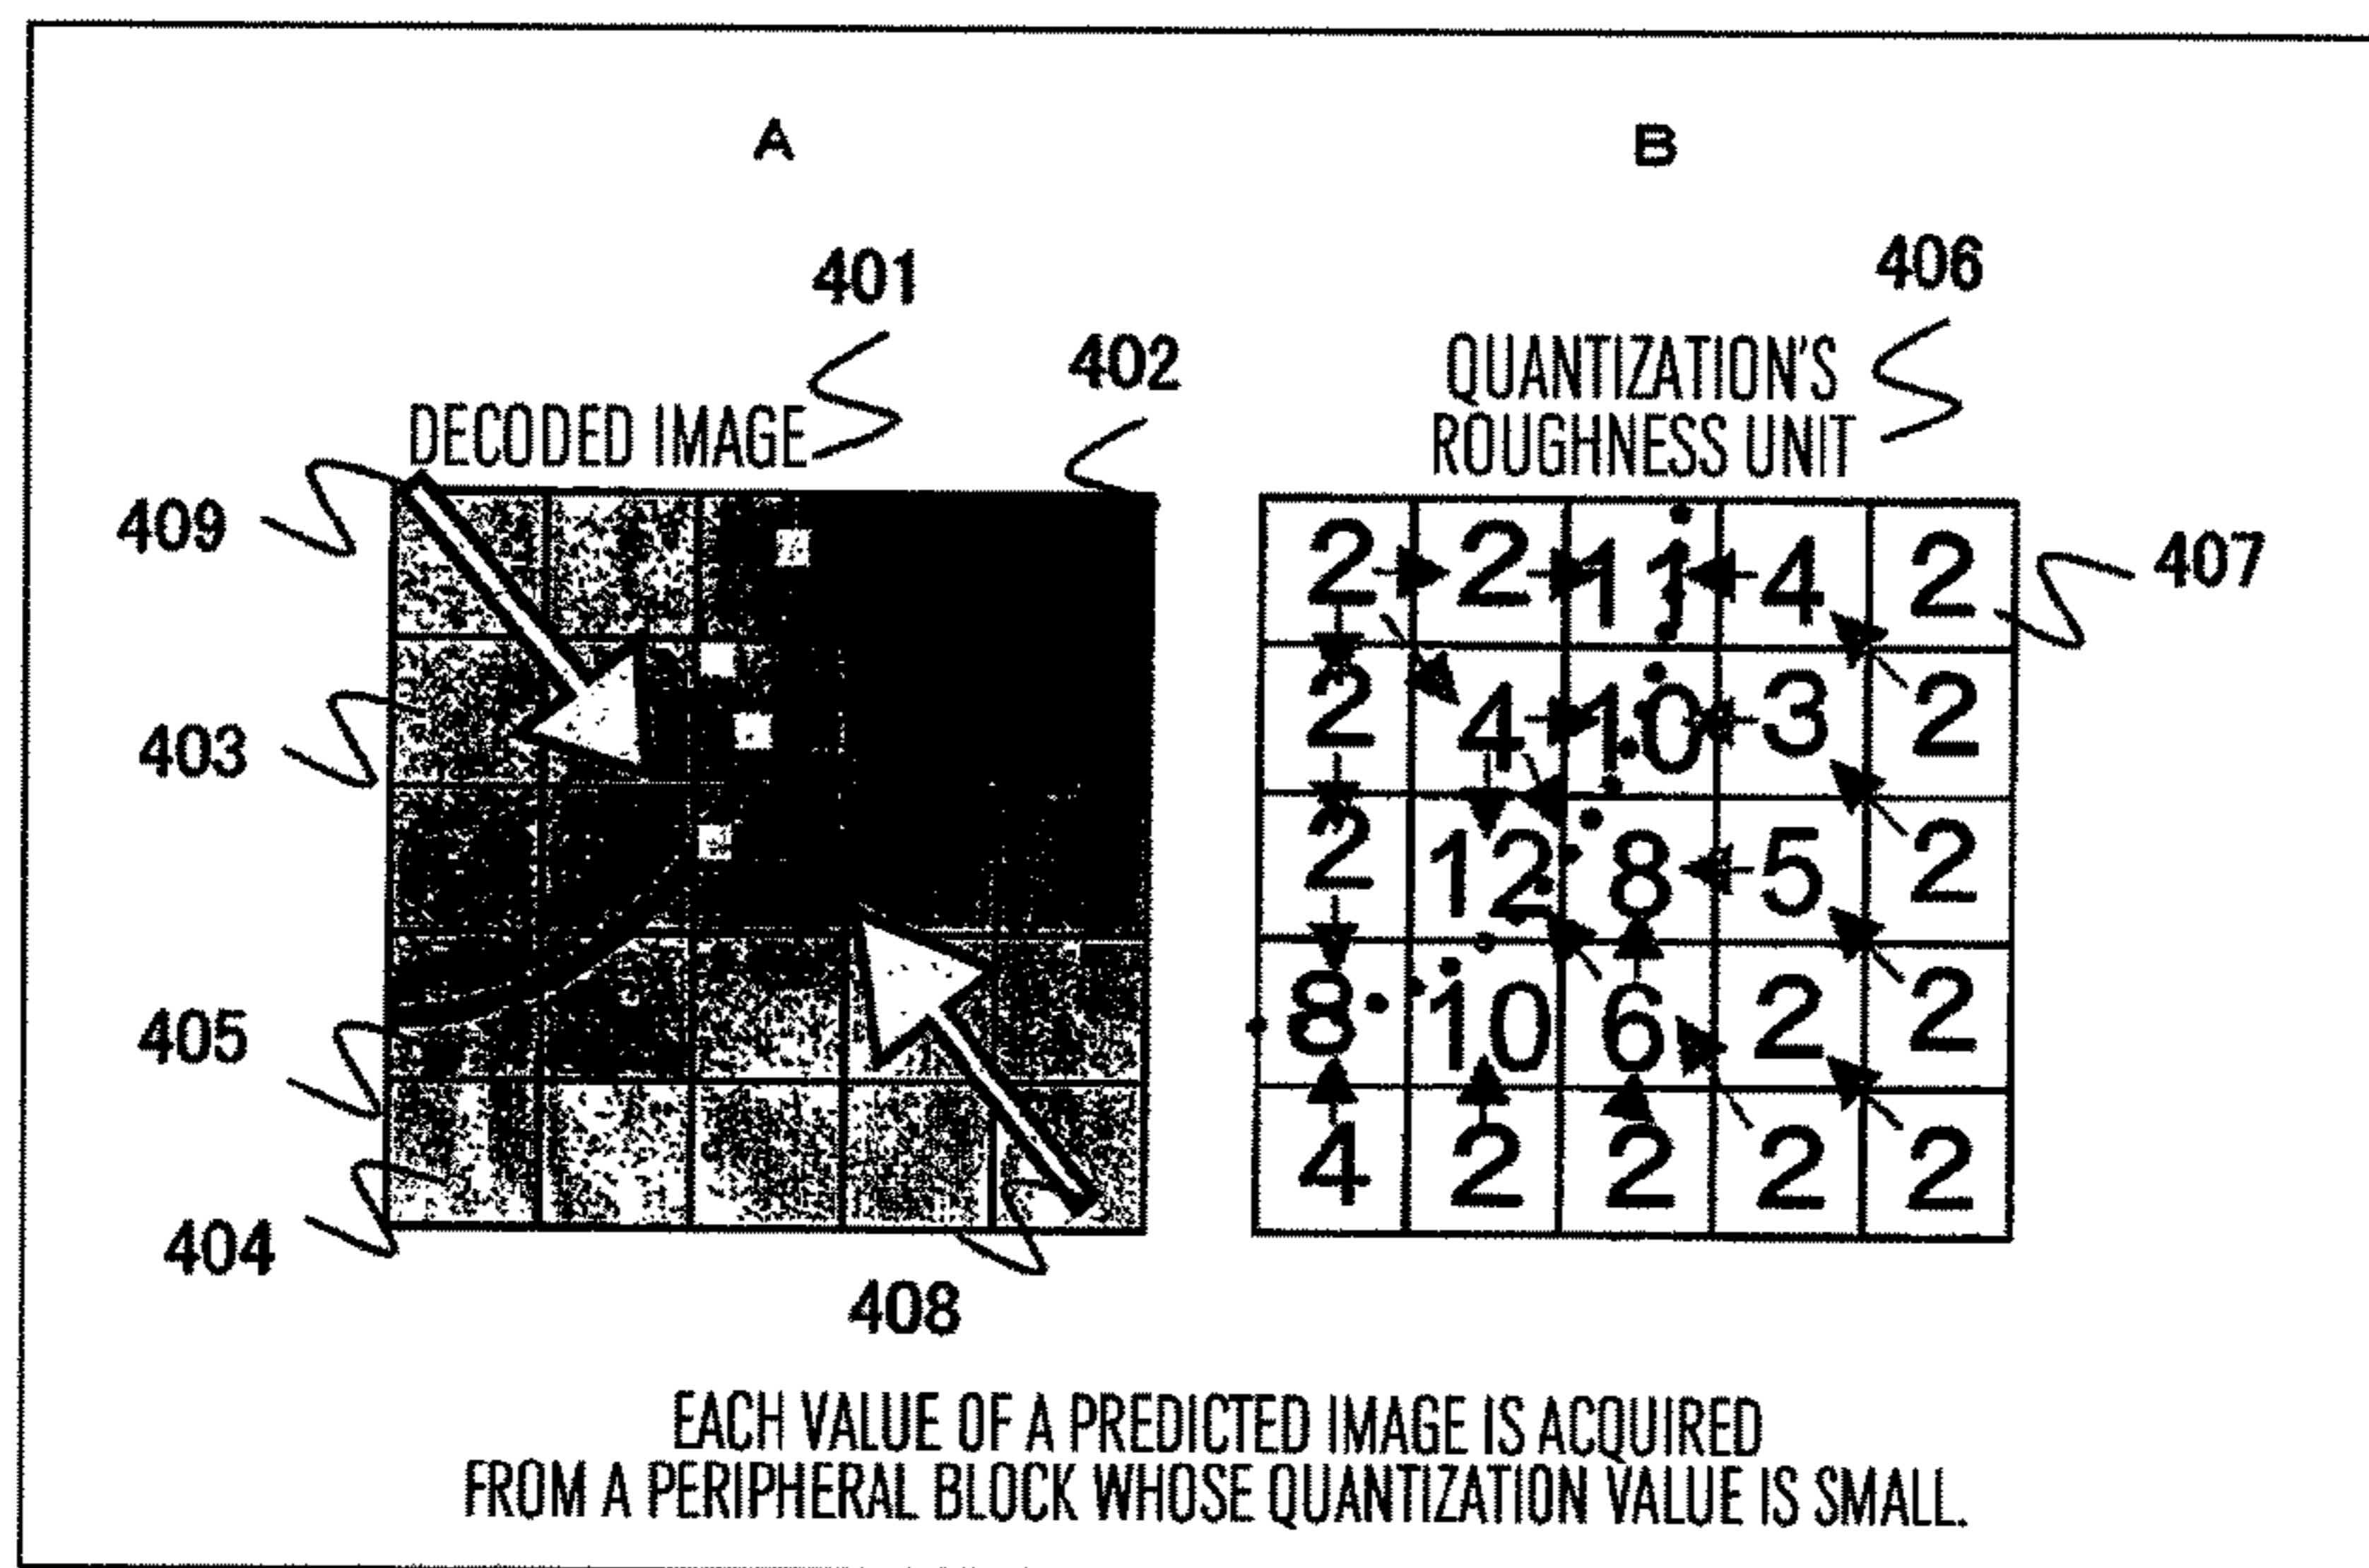 A
B
401
406
402
QUANTIZATION'S
ROUGHNESS UNIT
DECODED IMAGE
409
407
2 2 11 4 2
403
2 4 10 3 2
2 12 8 5 2
405
8 10 6 2 2
404
4 2 2 2 2
408
EACH VALUE OF A PREDICTED IMAGE IS ACQUIRED
FROM A PERIPHERAL BLOCK WHOSE QUANTIZATION VALUE IS SMALL.